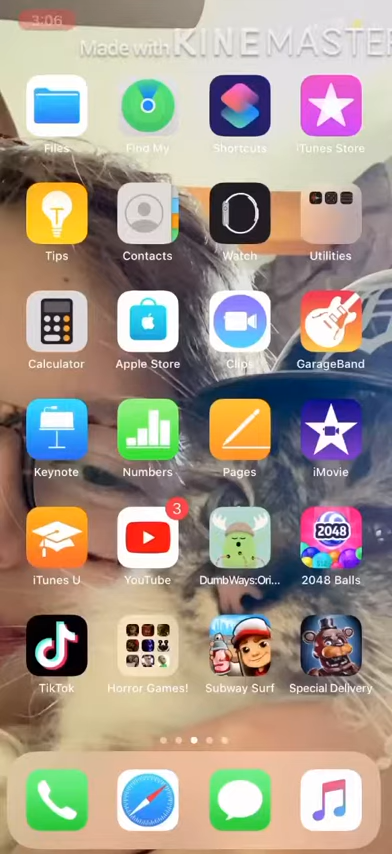 3:06
Made with KINEMASTER
Files Find My Shortcuts iTunes Store
Tips Contacts Watch Utilities
Calculator Apple Store Clips GarageBand
Keynote Numbers Pages iMovie
3
2048
iTunes U YouTube DumbWays:Ori... 2048 Balls
TikTok Horror Games! Subway Surf Special Delivery